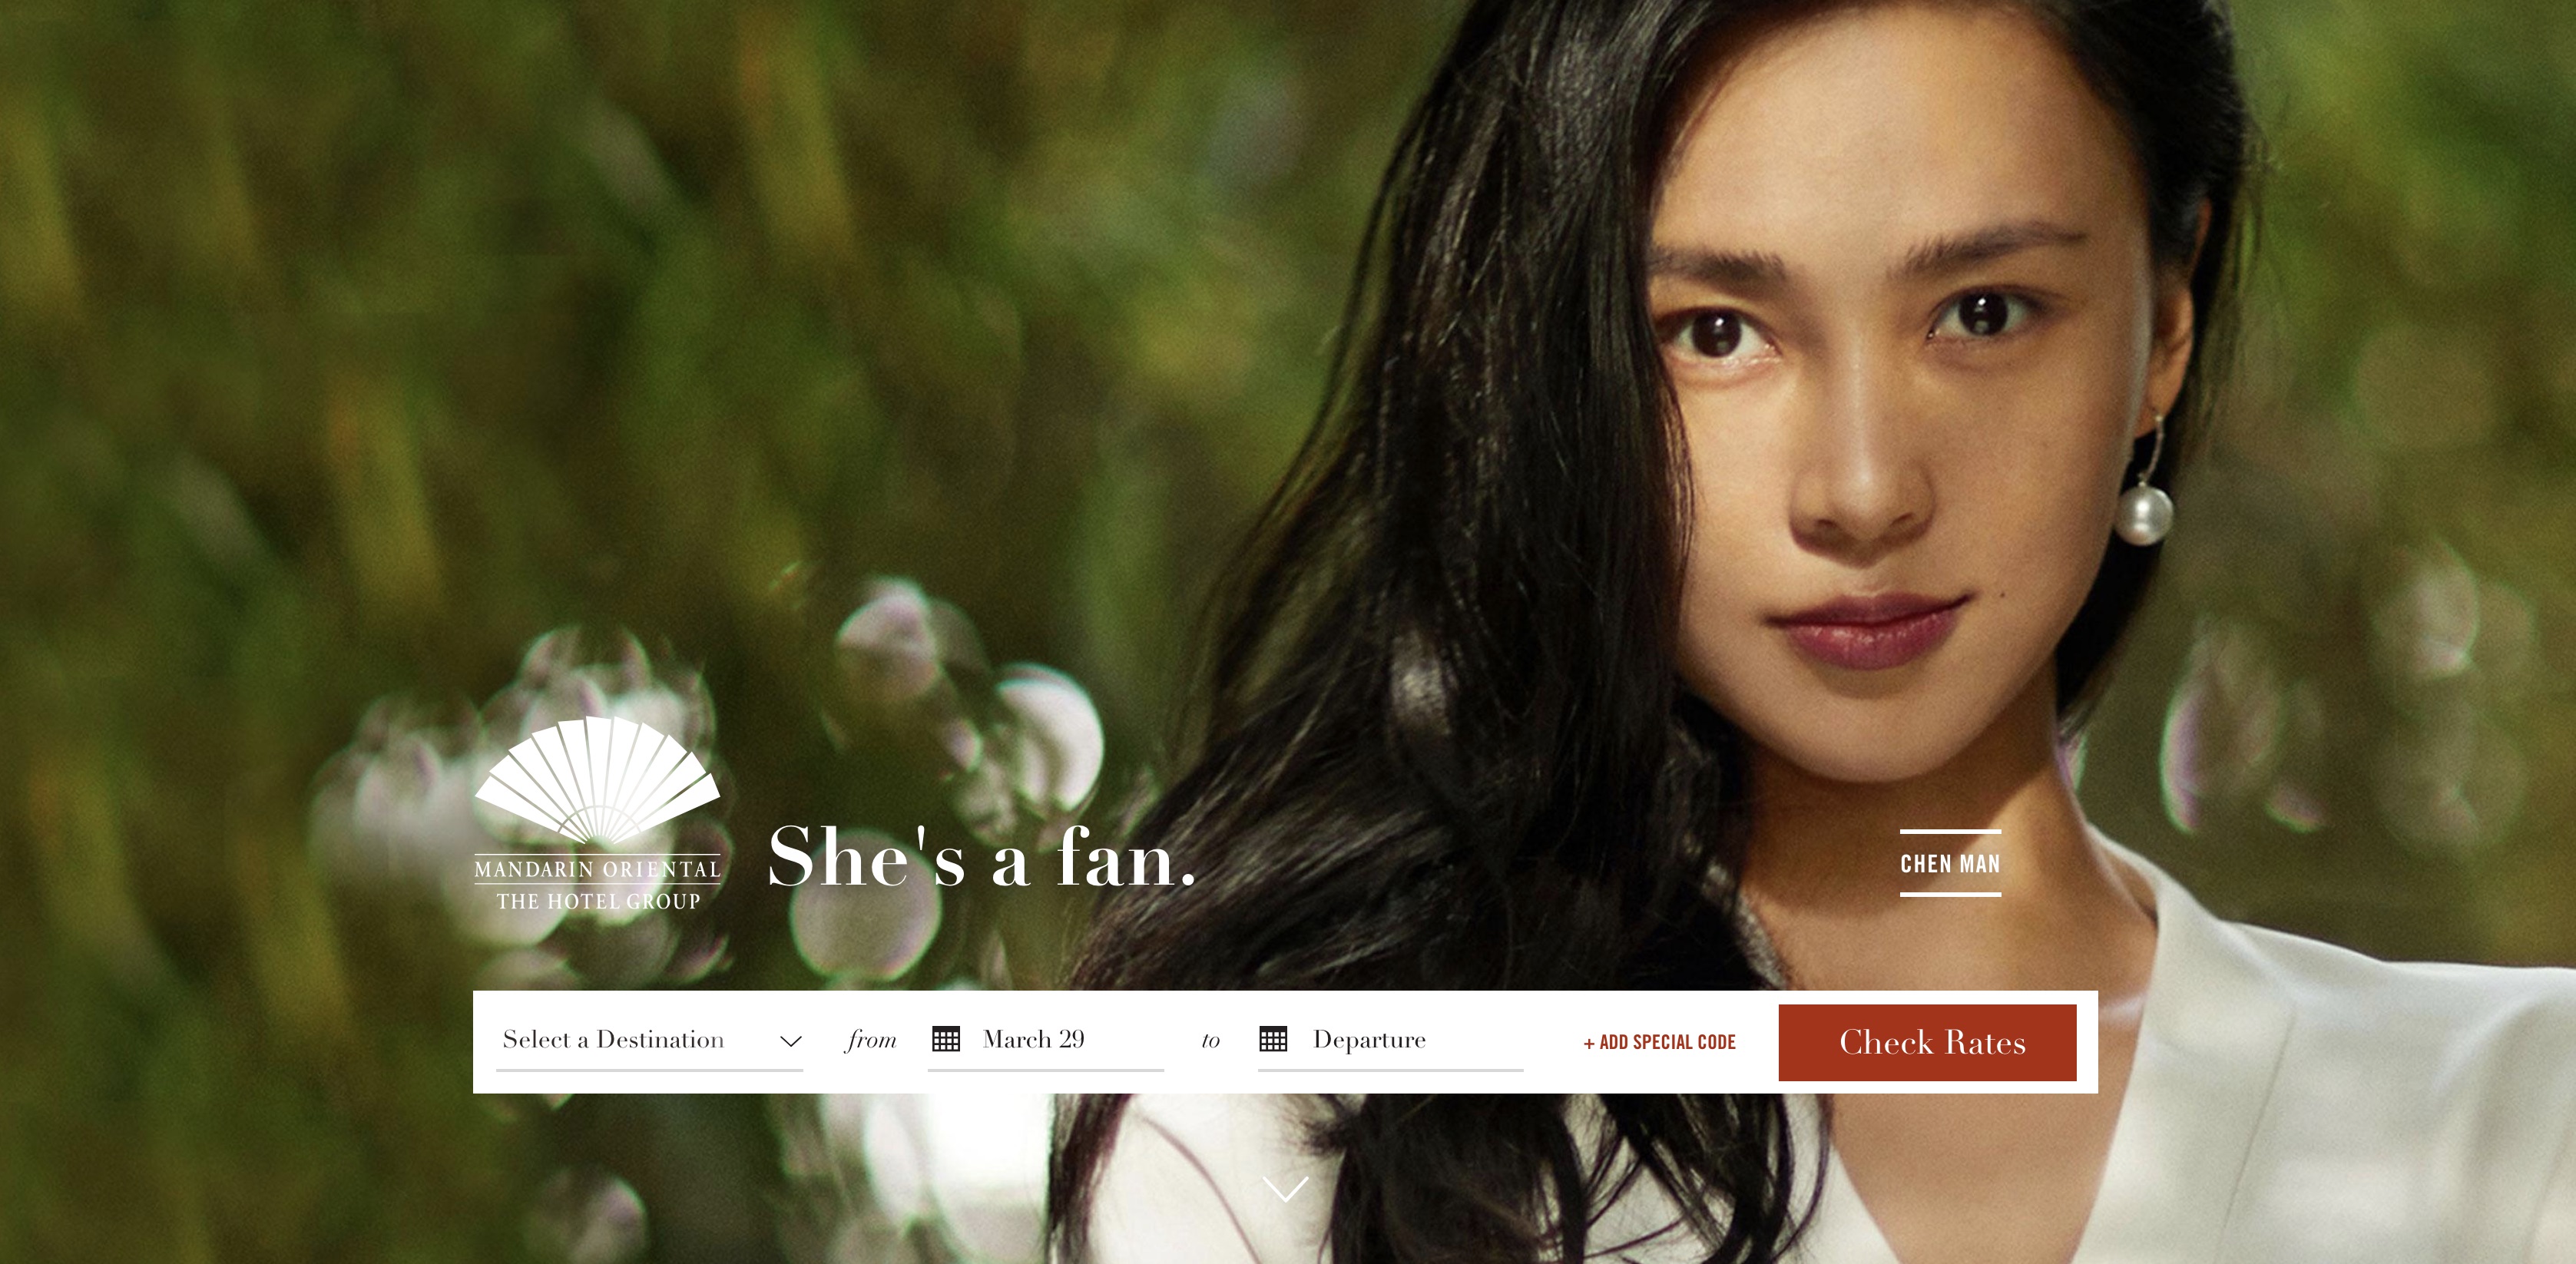 MANDARIN ORIENTAL
THE HOTEL GROUP
She's a fan.
CHEN MAN
Select a Destination from March 29 to Departure + ADD SPECIAL CODE Check Rates